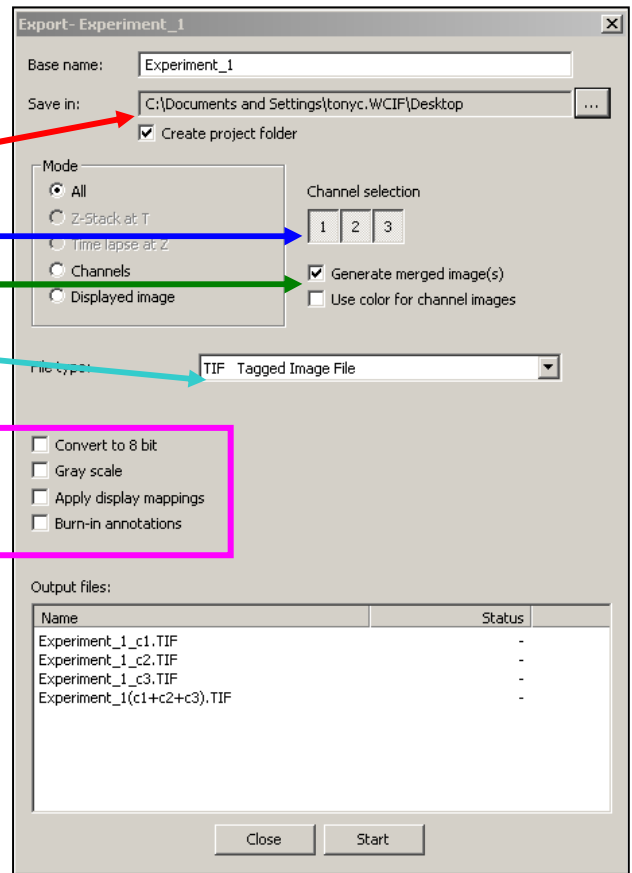 Export- Experiment_1
Base name: Experiment_1
Save in: C:\Documents and Settings\tonyc.WCIF\Desktop ...
Create project folder
Mode
All
Z-Stack at T
Time lapse at Z
Channels
Displayed image
Channel selection
1 2 3
Generate merged image(s)
Use color for channel images
File type: TIF Tagged Image File
Convert to 8 bit
Gray scale
Apply display mappings
Burn-in annotations
Output files:
Name Status
Experiment_1_c1.TIF -
Experiment_1_c2.TIF -
Experiment_1_c3.TIF -
Experiment_1(c1+c2+c3).TIF -
Close Start